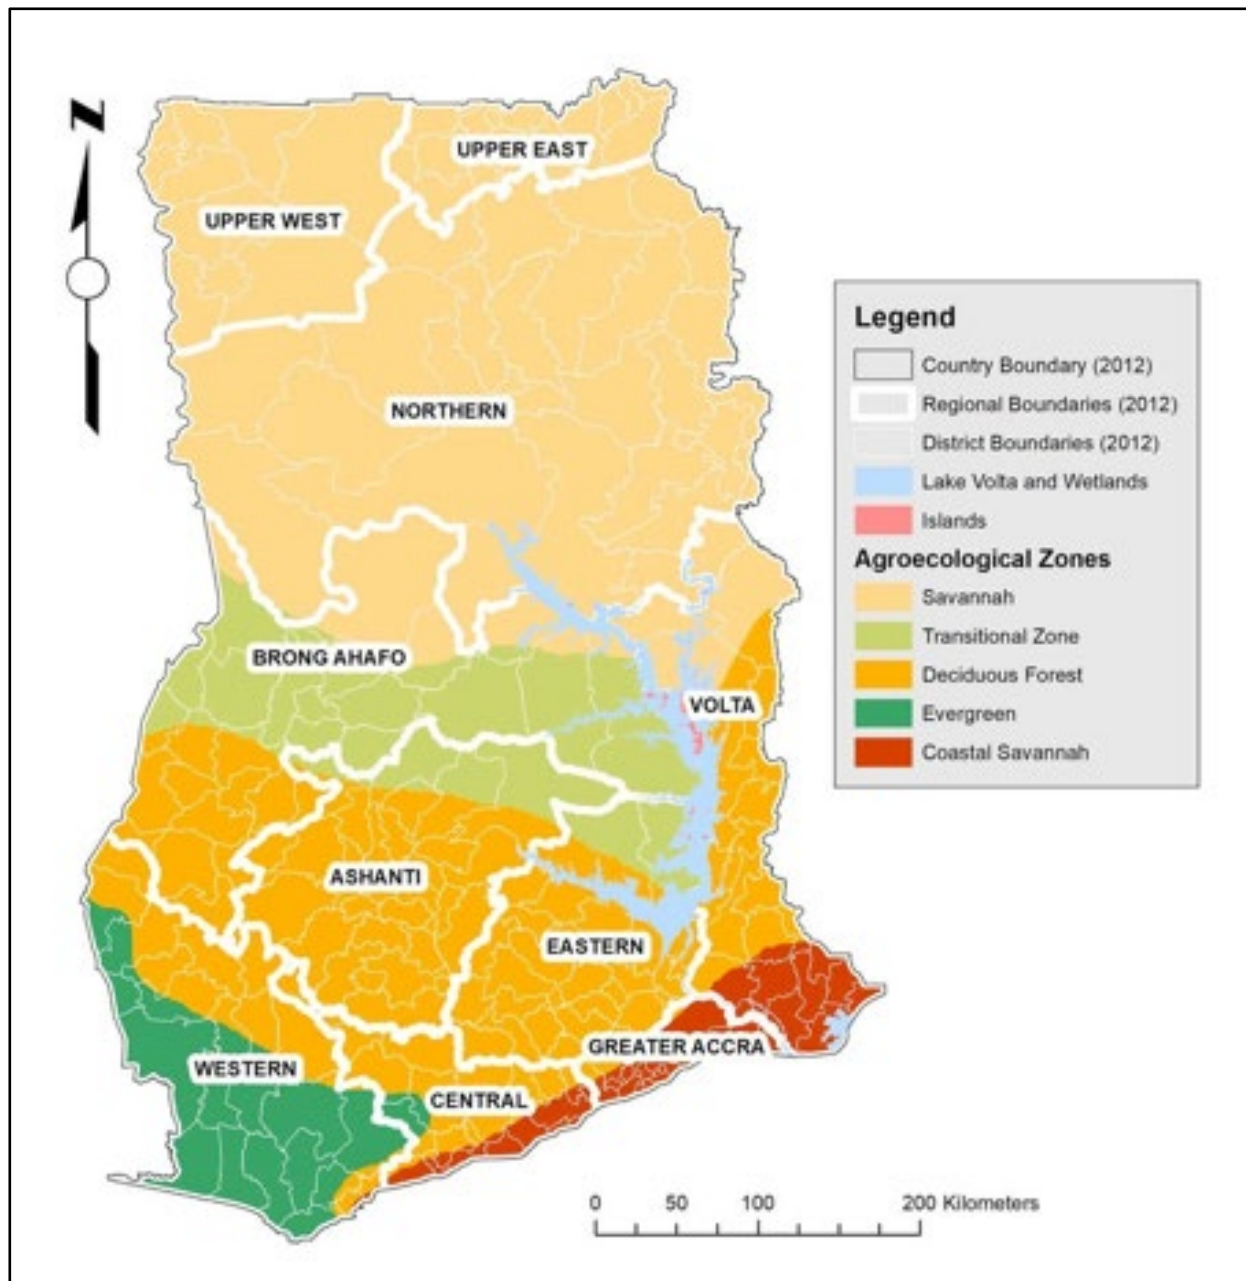 N
UPPER EAST
UPPER WEST
NORTHERN
BRONG AHAFO
VOLTA
ASHANTI
EASTERN
GREATER ACCRA
WESTERN
CENTRAL
Legend
Country Boundary (2012)
Regional Boundaries (2012)
District Boundaries (2012)
Lake Volta and Wetlands
Islands
Agroecological Zones
Savannah
Transitional Zone
Deciduous Forest
Evergreen
Coastal Savannah
0 50 100 200 Kilometers